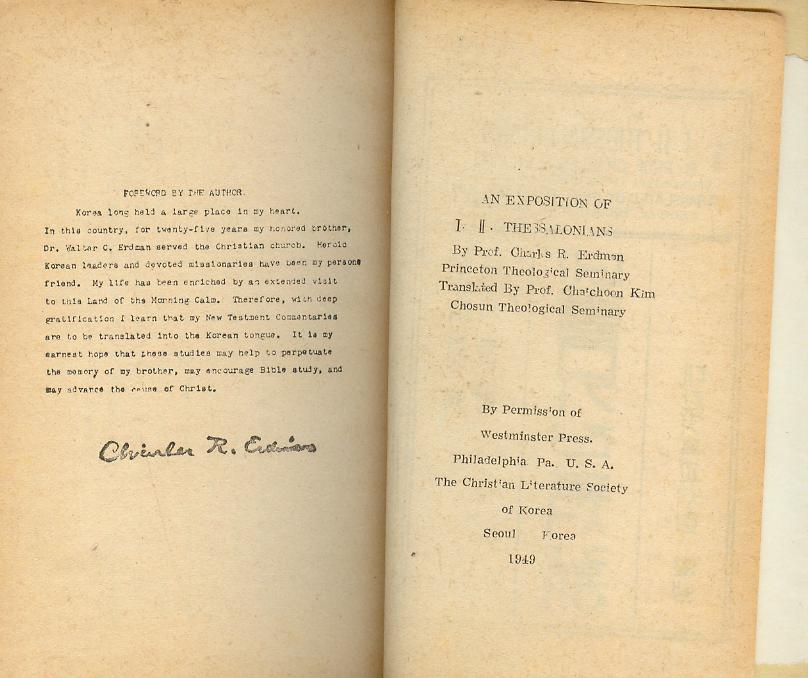 FOREWORD BY THE AUTHOR.
Korea long held a large place in my heart.
In this country, for twenty-five years my honored brother,
Dr. Walter C. Erdman served the Christian church. Heroic
Korean leaders and devoted missionaries have been my persone
friend. My life has been enriched by an extended visit
to this Land of the Morning Calm. Therefore, with deep
gratification I learn that my New Testment Commentaries
are to be translated into the Korean tongue. It is my
earnest hope that these studies may help to perpetuate
the memory of my brother, may encourage Bible study, and
may advance the cause of Christ.
Charles R. Erdman
AN EXPOSITION OF
I· II· THESSALONIANS
By Prof. Charles R. Erdman
Princeton Theological Seminary
Translated By Prof. Chaichoon Kim
Chosun Theological Seminary
By Permission of
Westminster Press.
Philadelphia Pa. U. S. A.
The Christian Literature Society
of Korea
Seoul Korea
1949